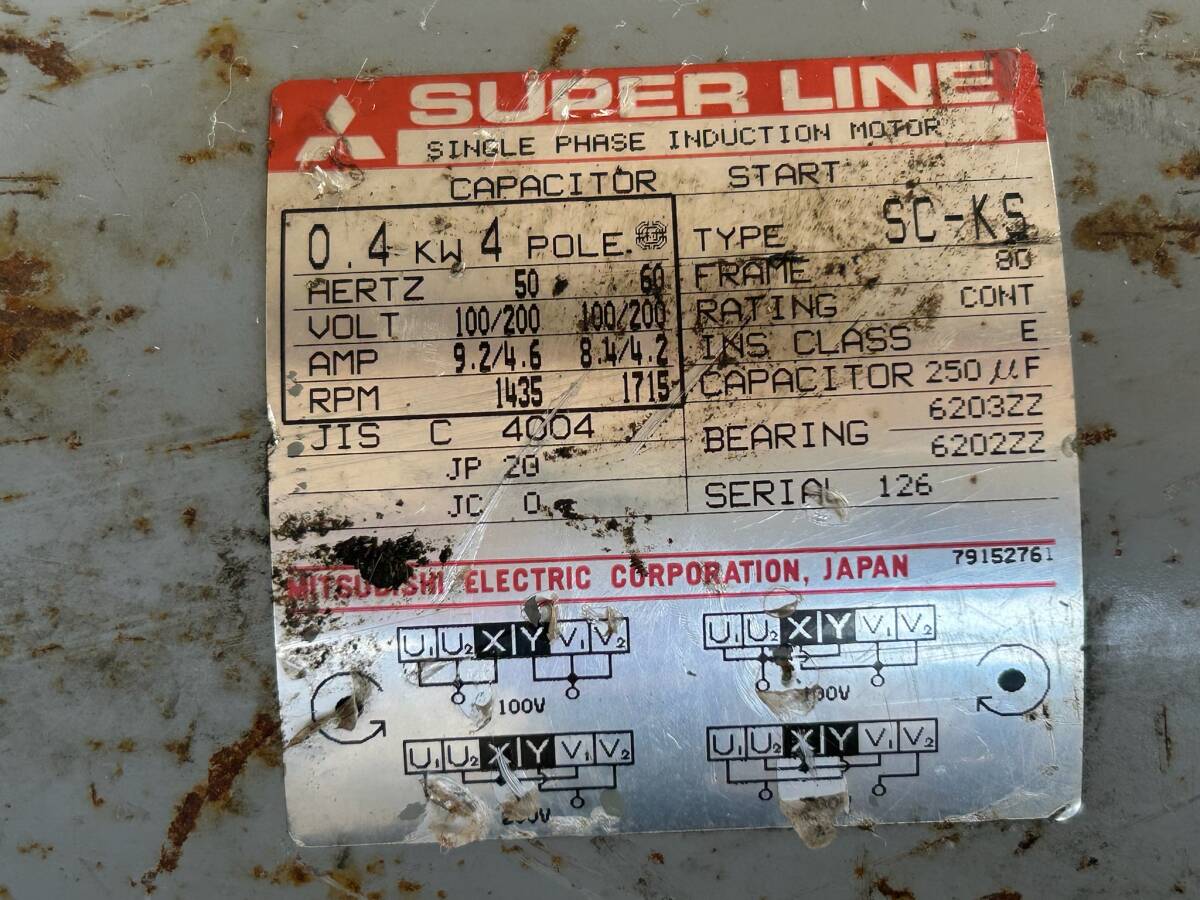 SUPER LINE
SINGLE PHASE INDUCTION MOTOR
CAPACITOR START
0.4 KW 4 POLE
HERTZ 50 60
VOLT 100/200 100/200
AMP 9.2/4.6 8.4/4.2
RPM 1435 1715
JIS C 4004
JP 20
JC 0
TYPE SC-KS
FRAME 80
RATING CONT
INS CLASS E
CAPACITOR 250 μF
BEARING 6203ZZ
6202ZZ
SERIAL 126
MITSUBISHI ELECTRIC CORPORATION, JAPAN 79152761
U1 U2 X Y V1 V2
100V
U1 U2 X Y V1 V2
100V
U1 U2 X Y V1 V2
200V
U1 U2 X Y V1 V2